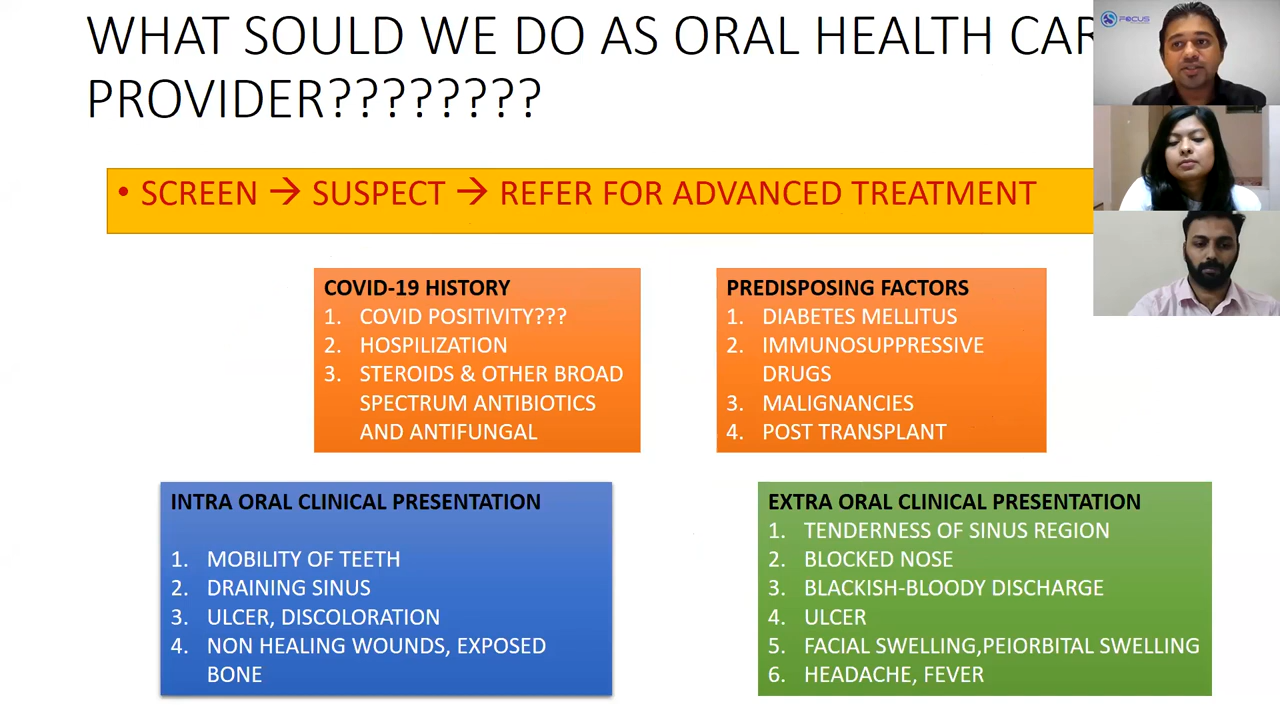 WHAT SOULD WE DO AS ORAL HEALTH CAR
PROVIDER????????
FOCUS
• SCREEN → SUSPECT → REFER FOR ADVANCED TREATMENT
COVID-19 HISTORY
1. COVID POSITIVITY???
2. HOSPILIZATION
3. STEROIDS & OTHER BROAD
SPECTRUM ANTIBIOTICS
AND ANTIFUNGAL
PREDISPOSING FACTORS
1. DIABETES MELLITUS
2. IMMUNOSUPPRESSIVE
DRUGS
3. MALIGNANCIES
4. POST TRANSPLANT
INTRA ORAL CLINICAL PRESENTATION
1. MOBILITY OF TEETH
2. DRAINING SINUS
3. ULCER, DISCOLORATION
4. NON HEALING WOUNDS, EXPOSED
BONE
EXTRA ORAL CLINICAL PRESENTATION
1. TENDERNESS OF SINUS REGION
2. BLOCKED NOSE
3. BLACKISH-BLOODY DISCHARGE
4. ULCER
5. FACIAL SWELLING,PEIORBITAL SWELLING
6. HEADACHE, FEVER